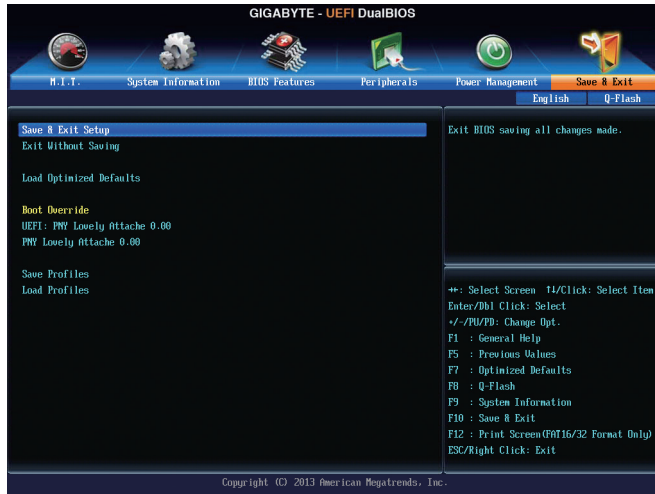 GIGABYTE - UEFI DualBIOS
M.I.T. System Information BIOS Features Peripherals Power Management Save & Exit
English Q-Flash
Save & Exit Setup
Exit Without Saving
Load Optimized Defaults
Boot Override
UEFI: PNY Lovely Attache 0.00
PNY Lovely Attache 0.00
Save Profiles
Load Profiles
Exit BIOS saving all changes made.
→←: Select Screen ↑↓/Click: Select Item
Enter/Dbl Click: Select
+/-/PU/PD: Change Opt.
F1 : General Help
F5 : Previous Values
F7 : Optimized Defaults
F8 : Q-Flash
F9 : System Information
F10 : Save & Exit
F12 : Print Screen(FAT16/32 Format Only)
ESC/Right Click: Exit
Copyright (C) 2013 American Megatrends, Inc.